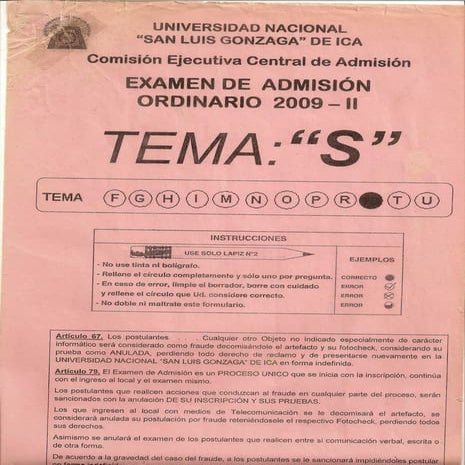 UNIVERSIDAD NACIONAL
"SAN LUIS GONZAGA" DE ICA
Comisión Ejecutiva Central de Admisión
EXAMEN DE ADMISIÓN
ORDINARIO 2009 – II
TEMA: "S"
TEMA F G H I M N O P R T U
INSTRUCCIONES
USE SOLO LAPIZ N°2
- No use tinta ni bolígrafo.
- Rellene el círculo completamente y sólo uno por pregunta.
- En caso de error, limpie el borrador, borre con cuidado
y rellene el círculo que Ud. considere correcto.
- No doble ni maltrate este formulario.
EJEMPLOS
CORRECTO
ERROR
ERROR
ERROR
Artículo 67. Los postulantes . . . Cualquier otro Objeto no indicado especialmente de carácter
informático será considerado como fraude decomisándole el artefacto y su fotocheck, considerando su
prueba como ANULADA, perdiendo todo derecho de reclamo y de presentarse nuevamente en la
UNIVERSIDAD NACIONAL "SAN LUIS GONZAGA" DE ICA en forma indefinida.
Artículo 79. El Examen de Admisión es un PROCESO UNICO que se inicia con la inscripción, continúa
con el ingreso al local y el examen mismo.
Los postulantes que realicen acciones que conduzcan al fraude en cualquier parte del proceso, serán
sancionados con la anulación DE SU INSCRIPCIÓN Y SUS PRUEBAS.
Los que ingresen al local con medios de Telecomunicación se le decomisará el artefacto, se
considerará anulada su postulación por fraude reteniéndosele el respectivo Fotocheck, perdiendo todos
sus derechos.
Asimismo se anulará el examen de los postulantes que realicen entre si comunicación verbal, escrita o
de otra forma.
De acuerdo a la gravedad del caso del fraude, a los postulantes se le sancionará impidiéndoles postular